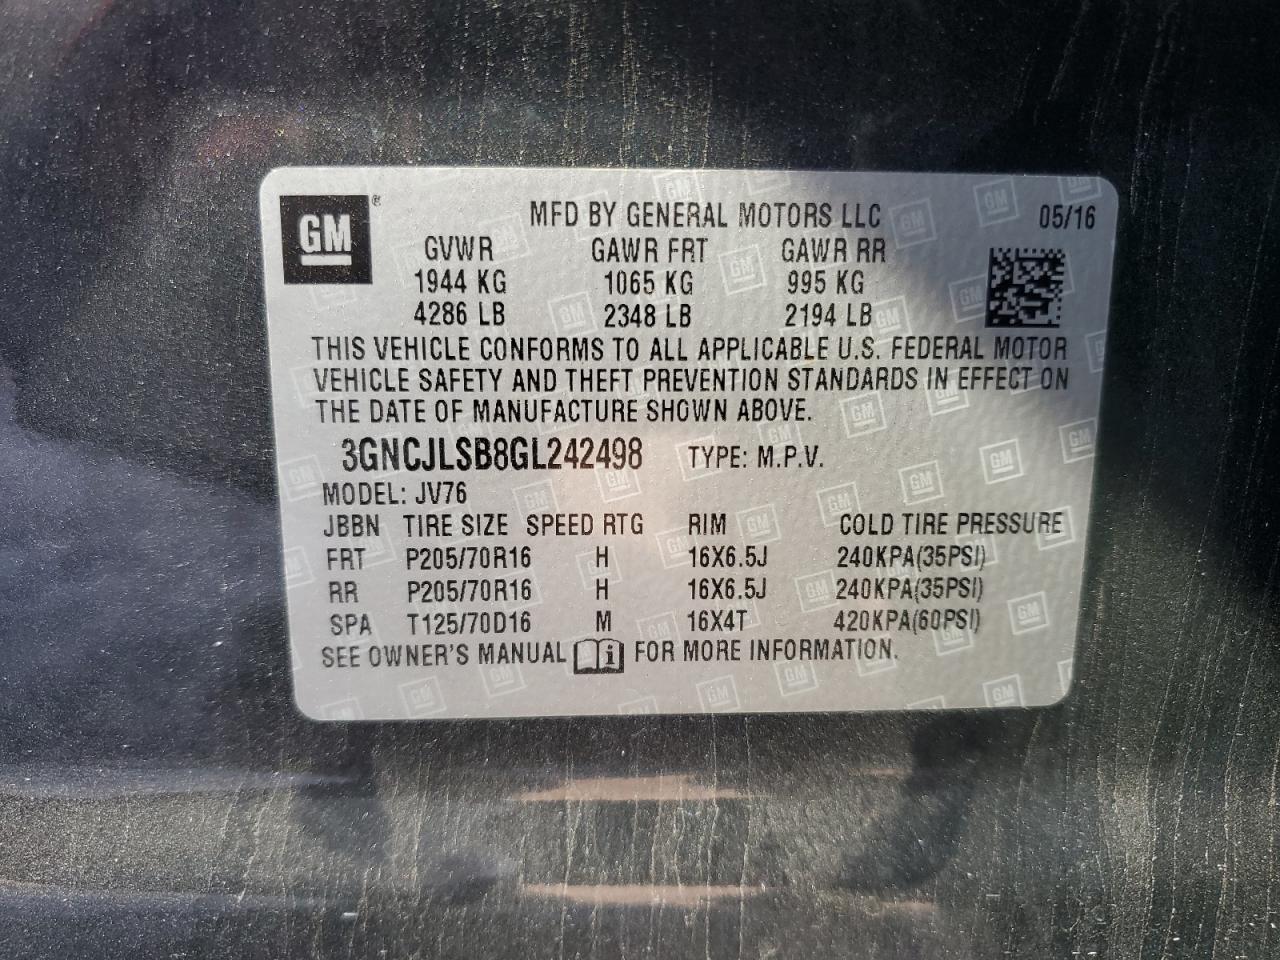 GM ®
MFD BY GENERAL MOTORS LLC 05/16
GVWR GAWR FRT GAWR RR
1944 KG 1065 KG 995 KG
4286 LB 2348 LB 2194 LB
THIS VEHICLE CONFORMS TO ALL APPLICABLE U.S. FEDERAL MOTOR
VEHICLE SAFETY AND THEFT PREVENTION STANDARDS IN EFFECT ON
THE DATE OF MANUFACTURE SHOWN ABOVE.
3GNCJLSB8GL242498 TYPE: M.P.V.
MODEL: JV76
JBBN TIRE SIZE SPEED RTG RIM COLD TIRE PRESSURE
FRT P205/70R16 H 16X6.5J 240KPA(35PSI)
RR P205/70R16 H 16X6.5J 240KPA(35PSI)
SPA T125/70D16 M 16X4T 420KPA(60PSI)
SEE OWNER'S MANUAL i FOR MORE INFORMATION.